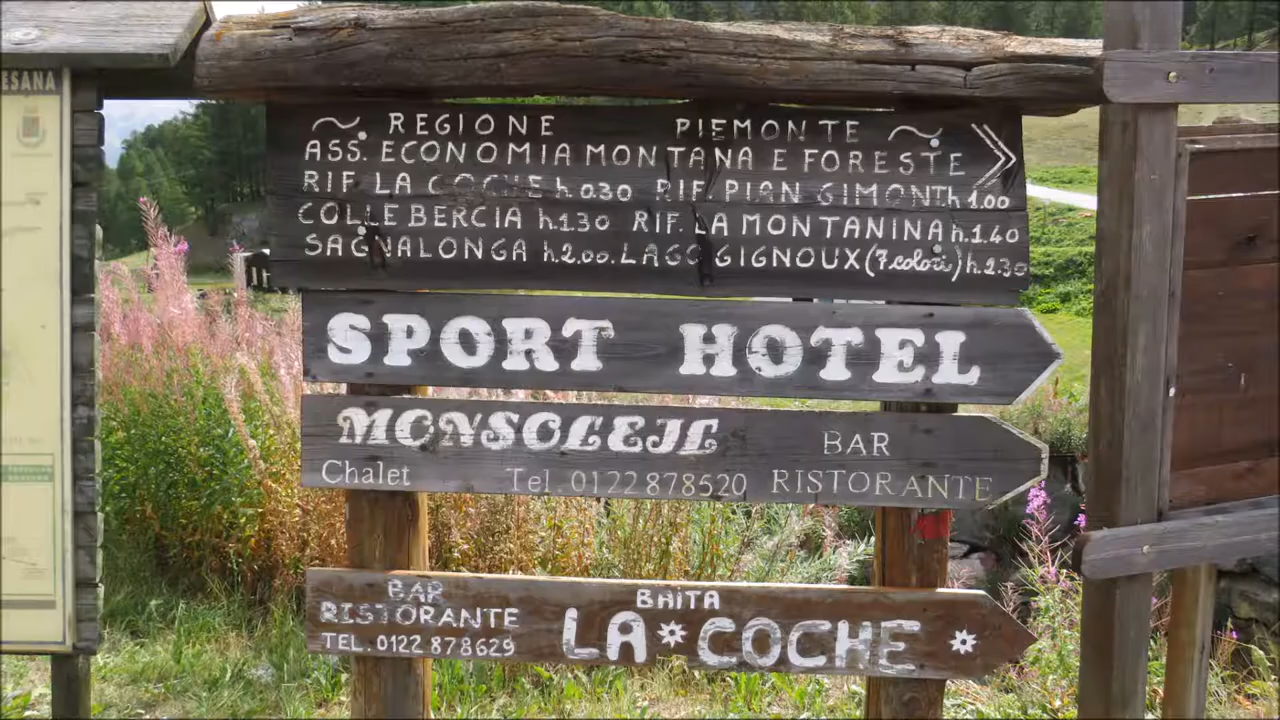 ESANA
REGIONE PIEMONTE
ASS. ECONOMIA MONTANA E FORESTE
RIF. LA COCHE h.0.30 RIF. PIAN GIMONT h 1.00
COLLE BERCIA h.1.30 RIF. LA MONTANINA h.1.40
SAGNALONGA h.2.00. LAGO GIGNOUX (7 colori) h 2.30
SPORT HOTEL
MONSOLEIL
Chalet Tel. 0122 878520
BAR
RISTORANTE
BAR
RISTORANTE
TEL. 0122 878629
BAITA
LA * COCHE *